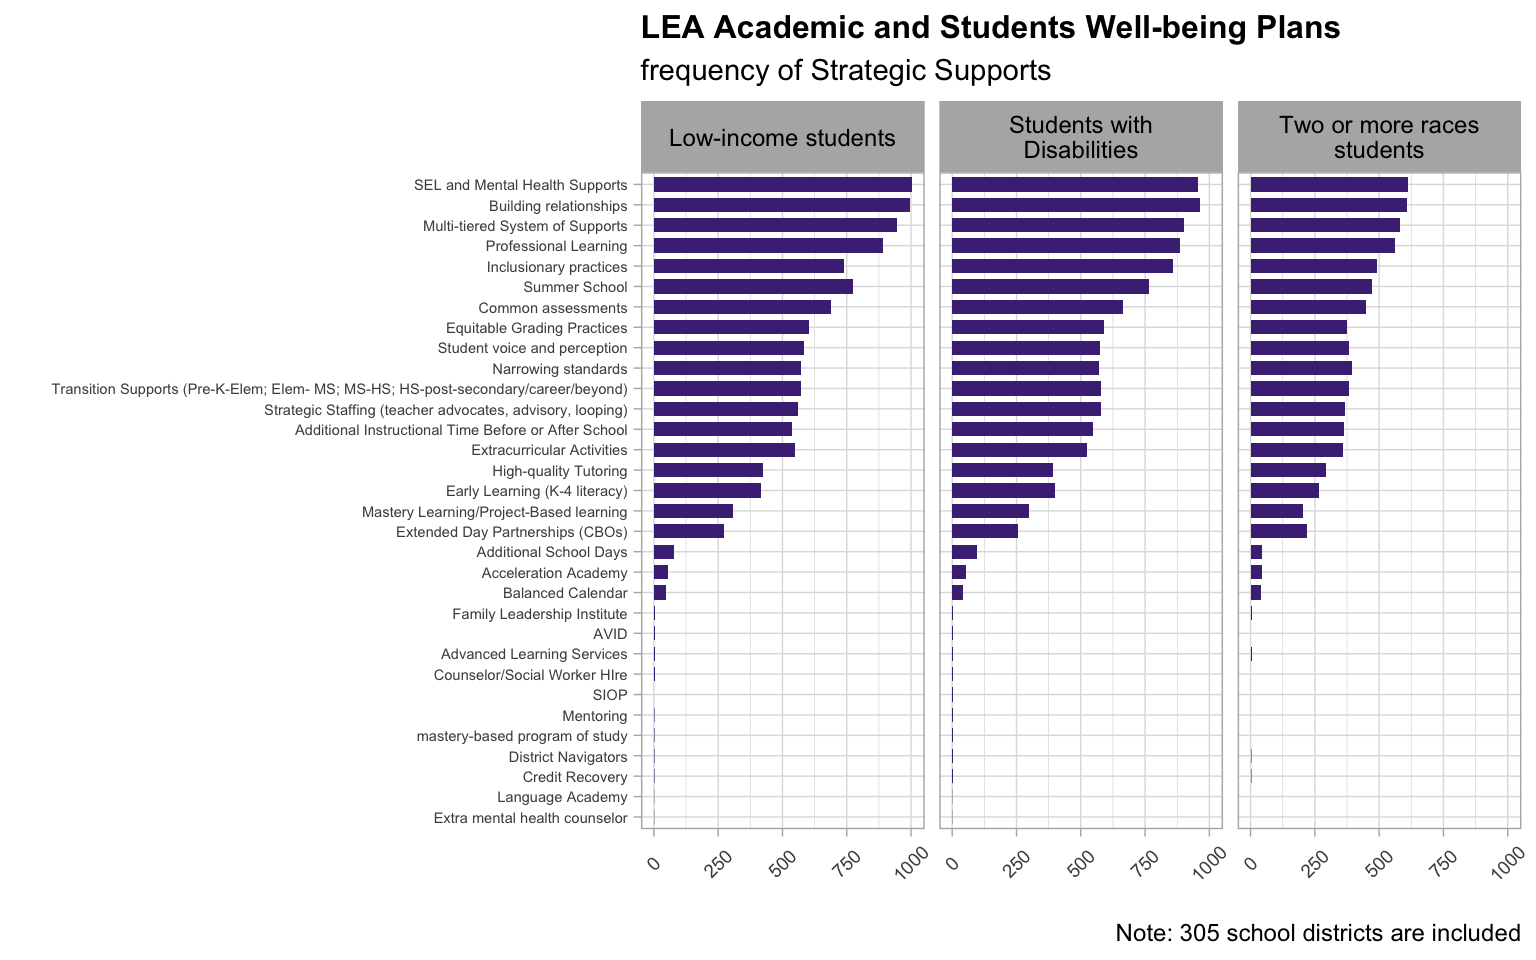 LEA Academic and Students Well-being Plans
frequency of Strategic Supports
Low-income students
Students with
Disabilities
Two or more races
students
SEL and Mental Health Supports
Building relationships
Multi-tiered System of Supports
Professional Learning
Inclusionary practices
Summer School
Common assessments
Equitable Grading Practices
Student voice and perception
Narrowing standards
Transition Supports (Pre-K-Elem; Elem- MS; MS-HS; HS-post-secondary/career/beyond)
Strategic Staffing (teacher advocates, advisory, looping)
Additional Instructional Time Before or After School
Extracurricular Activities
High-quality Tutoring
Early Learning (K-4 literacy)
Mastery Learning/Project-Based learning
Extended Day Partnerships (CBOs)
Additional School Days
Acceleration Academy
Balanced Calendar
Family Leadership Institute
AVID
Advanced Learning Services
Counselor/Social Worker HIre
SIOP
Mentoring
mastery-based program of study
District Navigators
Credit Recovery
Language Academy
Extra mental health counselor
0 250 500 750 1000
0 250 500 750 1000
0 250 500 750 1000
Note: 305 school districts are included